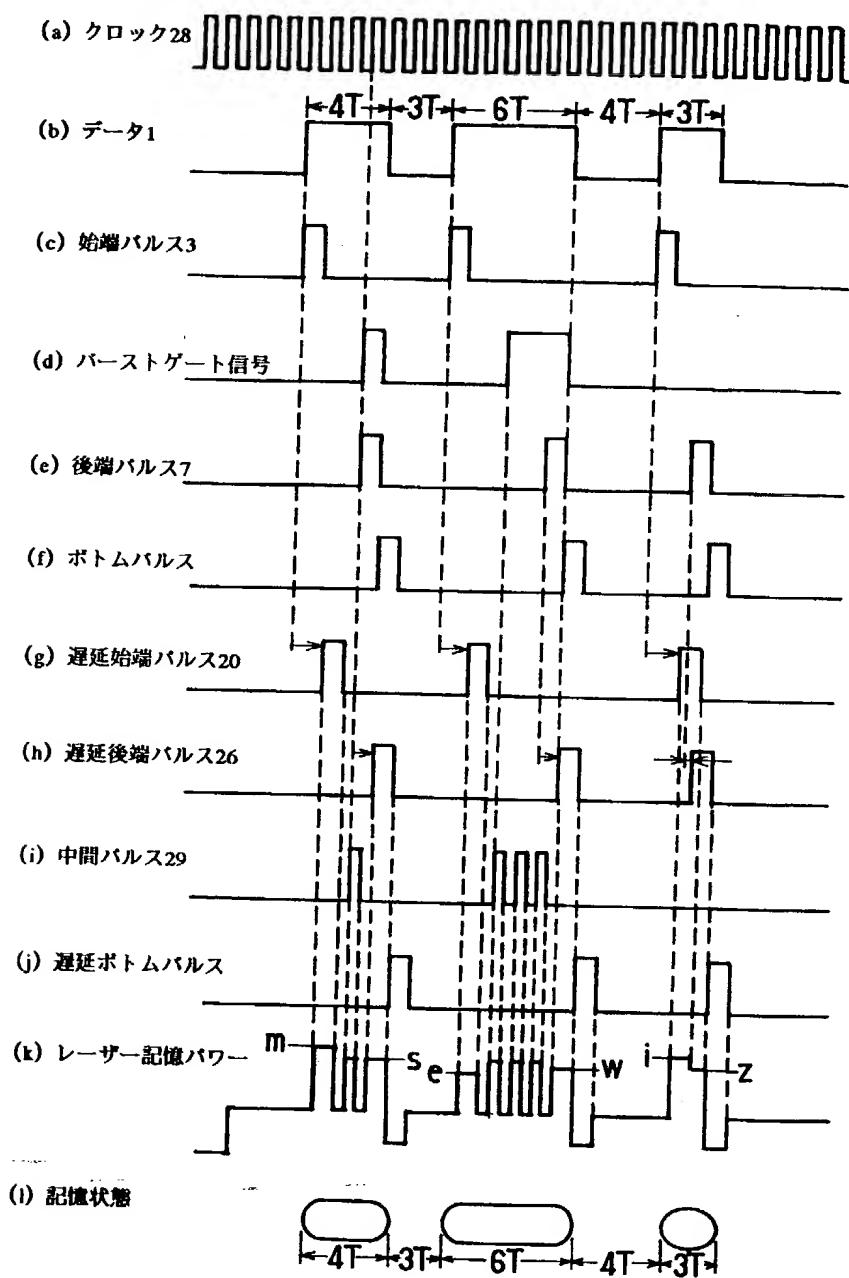 (a) クロック28
4T 3T 6T 4T 3T
(b) データ1
(c) 始端パルス3
(d) バーストゲート信号
(e) 後端パルス7
(f) ボトムパルス
(g) 遅延始端パルス20
(h) 遅延後端パルス26
(i) 中間パルス29
(j) 遅延ボトムパルス
(k) レーザー記憶パワー m s e w i z
(l) 記憶状態
4T 3T 6T 4T 3T